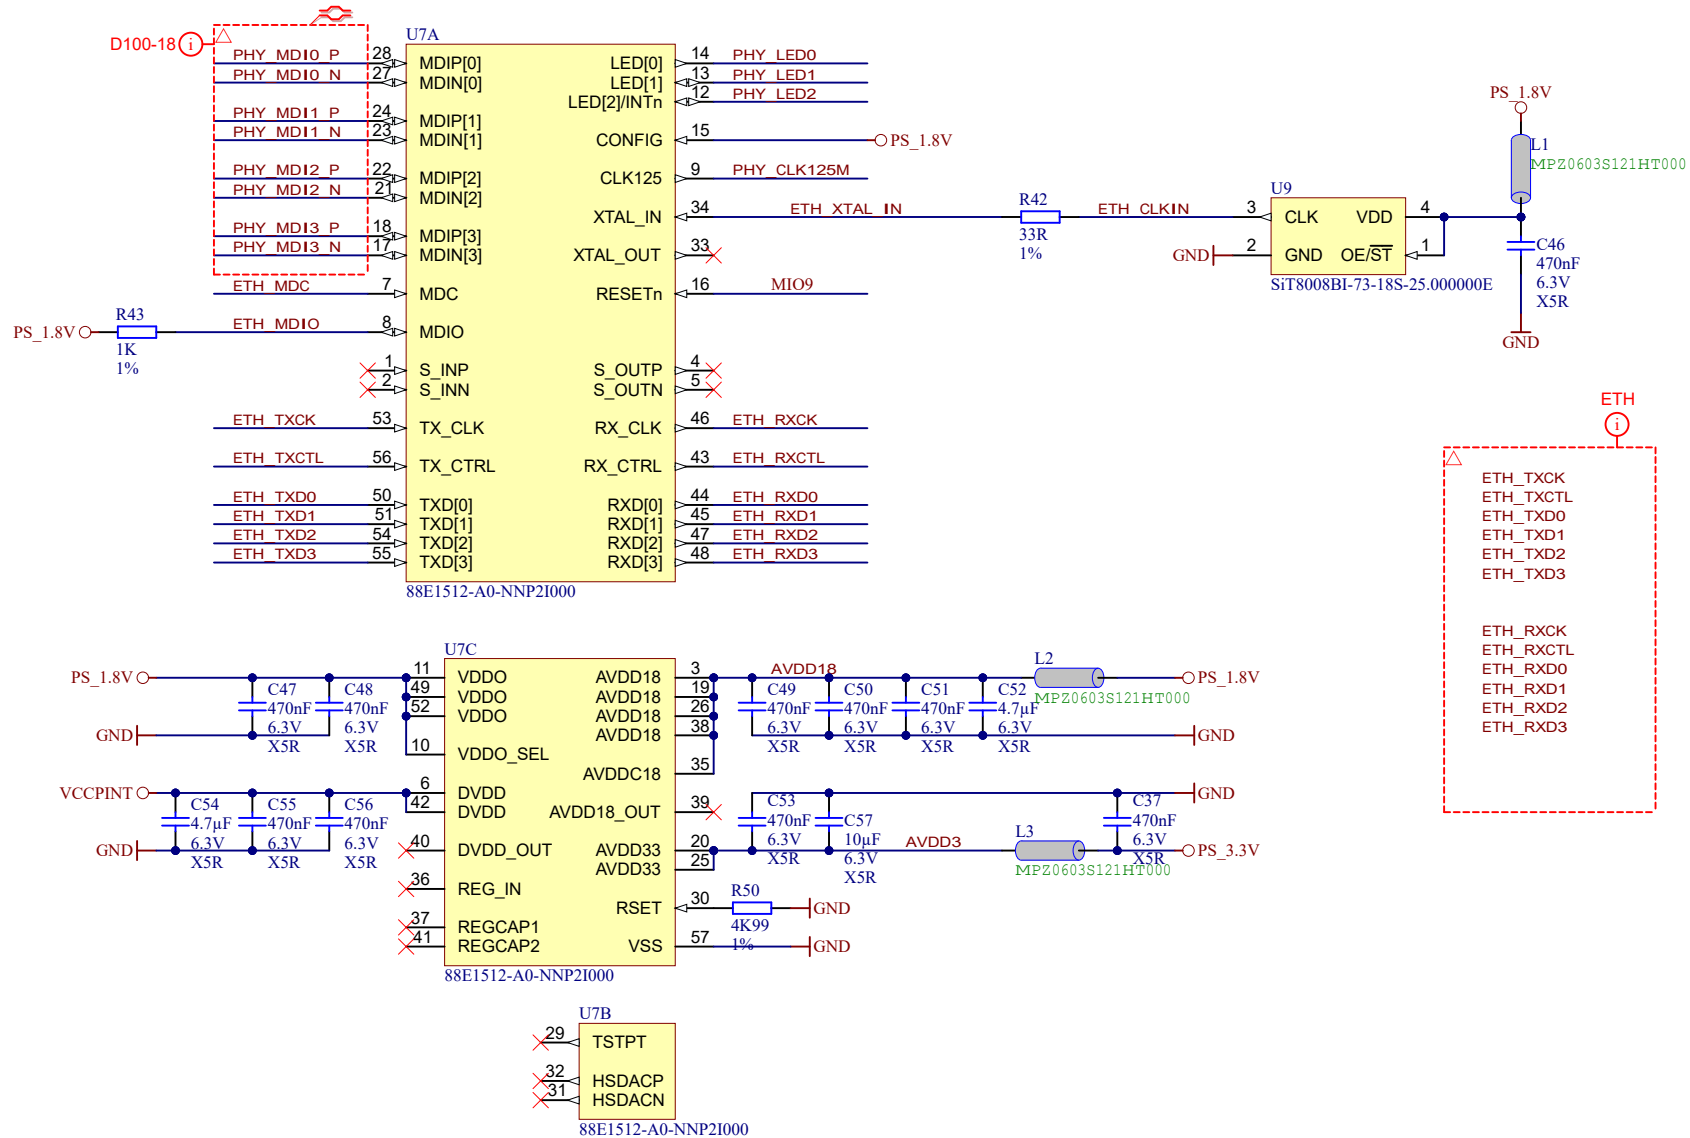 D100-18
i
U7A
PHY_MDI0_P 28 MDIP[0]
PHY_MDI0_N 27 MDIN[0]
PHY_MDI1_P 24 MDIP[1]
PHY_MDI1_N 23 MDIN[1]
PHY_MDI2_P 22 MDIP[2]
PHY_MDI2_N 21 MDIN[2]
PHY_MDI3_P 18 MDIP[3]
PHY_MDI3_N 17 MDIN[3]
ETH_MDC 7 MDC
PS_1.8V R43 ETH_MDIO 8 MDIO
1K
1%
1 S_INP
2 S_INN
ETH_TXCK 53 TX_CLK
ETH_TXCTL 56 TX_CTRL
ETH_TXD0 50 TXD[0]
ETH_TXD1 51 TXD[1]
ETH_TXD2 54 TXD[2]
ETH_TXD3 55 TXD[3]
LED[0] 14 PHY_LED0
LED[1] 13 PHY_LED1
LED[2]/INTn 12 PHY_LED2
CONFIG 15 PS_1.8V
CLK125 9 PHY_CLK125M
XTAL_IN 34 ETH_XTAL_IN
XTAL_OUT 33
RESETn 16 MIO9
S_OUTP 4
S_OUTN 5
RX_CLK 46 ETH_RXCK
RX_CTRL 43 ETH_RXCTL
RXD[0] 44 ETH_RXD0
RXD[1] 45 ETH_RXD1
RXD[2] 47 ETH_RXD2
RXD[3] 48 ETH_RXD3
88E1512-A0-NNP2I000
R42
33R
1%
ETH_CLKIN
U9
3 CLK VDD 4
GND 2 GND OE/ST 1
SiT8008BI-73-18S-25.000000E
PS_1.8V
L1
MPZ0603S121HT000
C46
470nF
6.3V
X5R
GND
ETH
i
ETH_TXCK
ETH_TXCTL
ETH_TXD0
ETH_TXD1
ETH_TXD2
ETH_TXD3
ETH_RXCK
ETH_RXCTL
ETH_RXD0
ETH_RXD1
ETH_RXD2
ETH_RXD3
U7C
PS_1.8V 11 VDDO
49 VDDO
52 VDDO
10 VDDO_SEL
C47
470nF
6.3V
X5R
C48
470nF
6.3V
X5R
GND
VCCPINT 6 DVDD
42 DVDD
C54
4.7µF
6.3V
X5R
C55
470nF
6.3V
X5R
C56
470nF
6.3V
X5R
GND
40 DVDD_OUT
36 REG_IN
37 REGCAP1
41 REGCAP2
AVDD18 3 AVDD18
AVDD18 19
AVDD18 26
AVDD18 38
AVDDC18 35
AVDD18_OUT 39
AVDD33 20 AVDD3
AVDD33 25
RSET 30
VSS 57 GND
88E1512-A0-NNP2I000
C49
470nF
6.3V
X5R
C50
470nF
6.3V
X5R
C51
470nF
6.3V
X5R
C52
4.7µF
6.3V
X5R
L2
MPZ0603S121HT000
PS_1.8V
GND
C53
470nF
6.3V
X5R
C57
10µF
6.3V
X5R
C37
470nF
6.3V
X5R
GND
L3
MPZ0603S121HT000
PS_3.3V
R50
4K99
1%
GND
U7B
29 TSTPT
32 HSDACP
31 HSDACN
88E1512-A0-NNP2I000